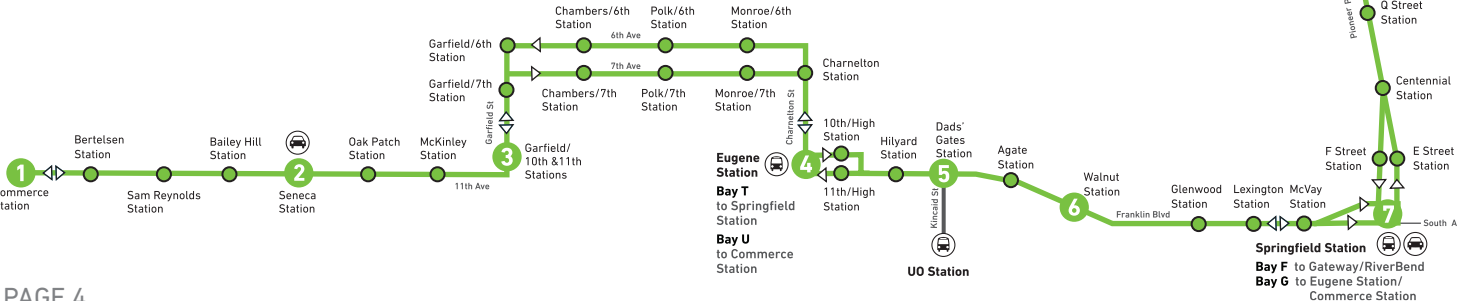 Chambers/6th
Station
Polk/6th
Station
Monroe/6th
Station
Q Street
Station
Garfield/6th
Station
6th Ave
7th Ave
Garfield/7th
Station
Chambers/7th
Station
Polk/7th
Station
Monroe/7th
Station
Charnelton
Station
Centennial
Station
Garfield St
Charnelton St
Bertelsen
Station
Bailey Hill
Station
Oak Patch
Station
McKinley
Station
Garfield/
10th &11th
Stations
10th/High
Station
Hilyard
Station
Dads'
Gates
Station
Agate
Station
F Street
Station
E Street
Station
1
2
3
4
5
6
7
ommerce
tation
Sam Reynolds
Station
Seneca
Station
11th Ave
Eugene
Station
Bay T
to Springfield
Station
Bay U
to Commerce
Station
11th/High
Station
Kincaid St
UO Station
Walnut
Station
Franklin Blvd
Glenwood
Station
Lexington
Station
McVay
Station
South A
Springfield Station
Bay F to Gateway/RiverBend
Bay G to Eugene Station/
Commerce Station
PAGE 4